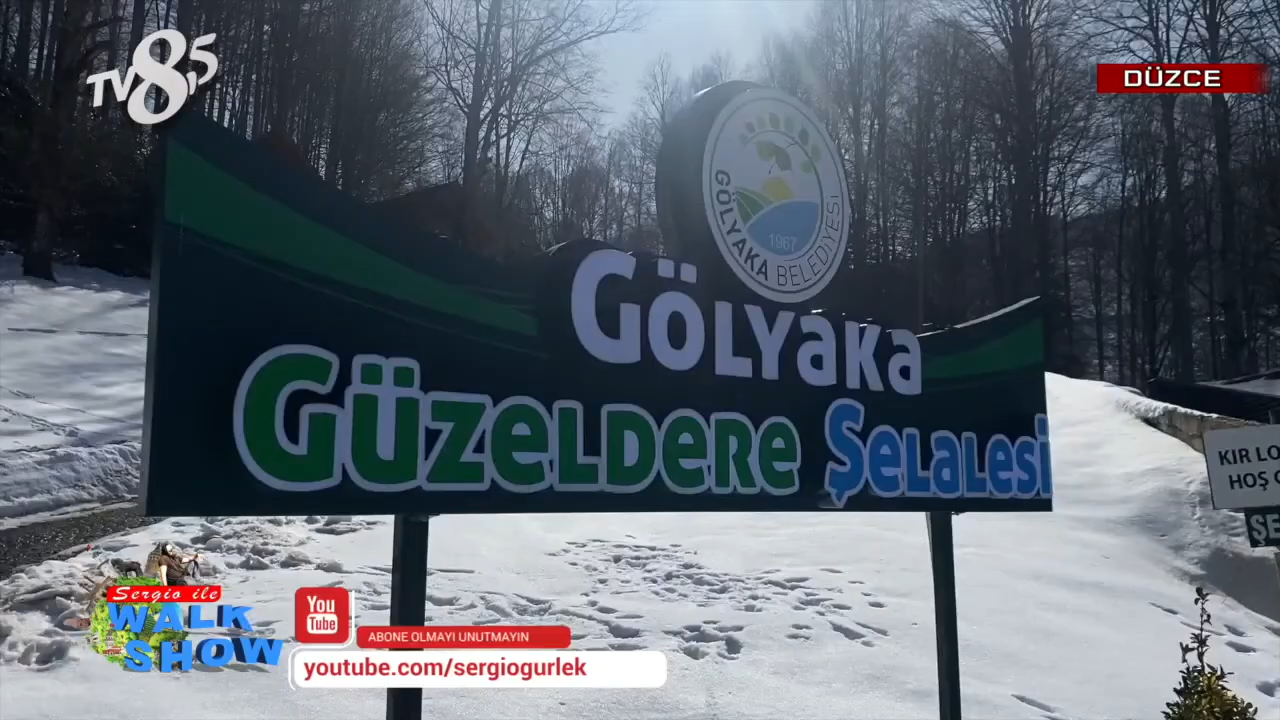 TV8,5
DÜZCE
GÖLYAKA BELEDİYESİ
1967
GÖLYAKA
GÜZELDERE ŞELALESİ
KIR LO
HOŞ
ŞE
Sergio ile
WALK
SHOW
You
Tube
ABONE OLMAYI UNUTMAYIN
youtube.com/sergiogurlek